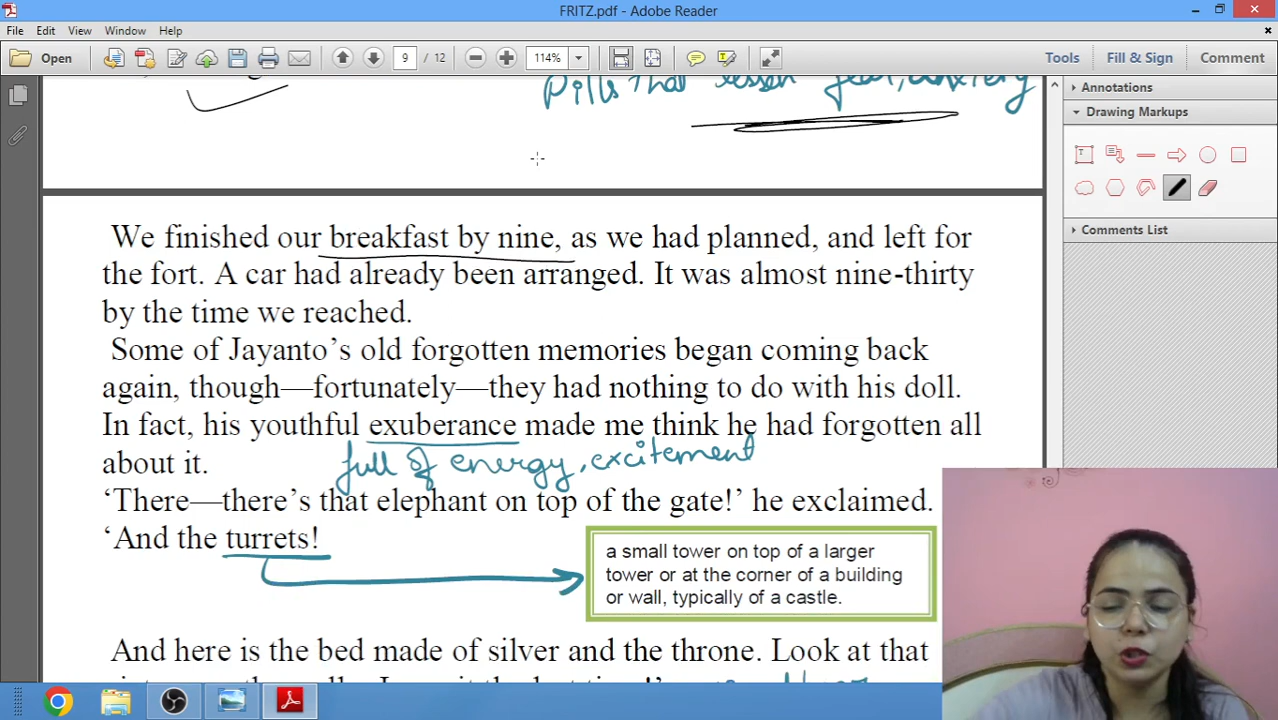 FRITZ.pdf - Adobe Reader
File Edit View Window Help
Open 9 / 12 114% Tools Fill & Sign Comment
Annotations
Drawing Markups
Comments List
Pills that lessen fear, anxiety
We finished our breakfast by nine, as we had planned, and left for
the fort. A car had already been arranged. It was almost nine-thirty
by the time we reached.
Some of Jayanto’s old forgotten memories began coming back
again, though—fortunately—they had nothing to do with his doll.
In fact, his youthful exuberance made me think he had forgotten all
about it.
full of energy, excitement
‘There—there’s that elephant on top of the gate!’ he exclaimed.
‘And the turrets!
a small tower on top of a larger
tower or at the corner of a building
or wall, typically of a castle.
And here is the bed made of silver and the throne. Look at that